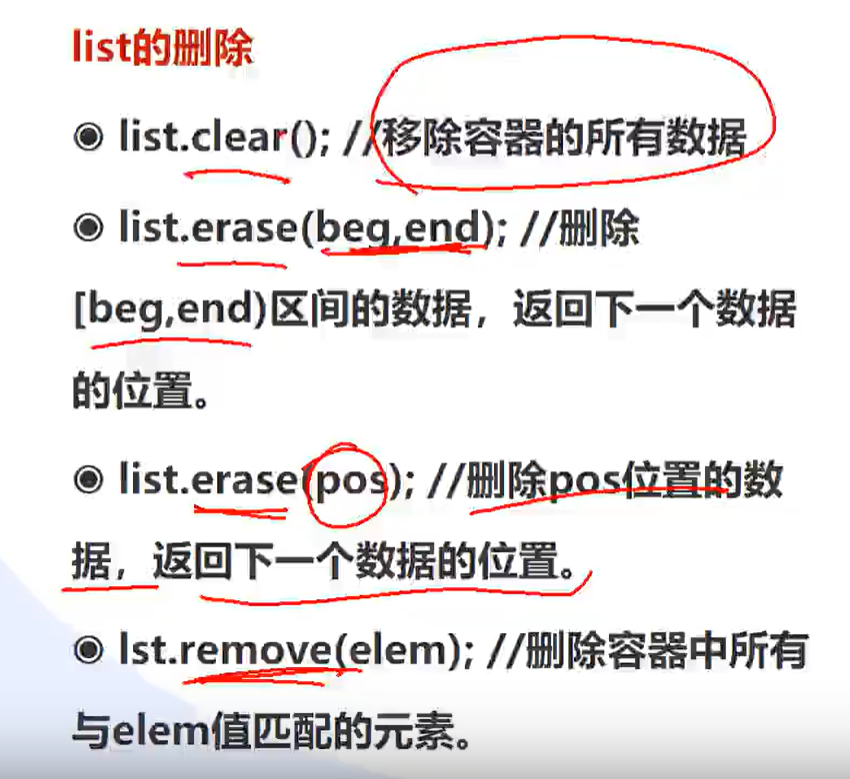 list的删除
◉ list.clear(); //移除容器的所有数据
◉ list.erase(beg,end); //删除
[beg,end)区间的数据，返回下一个数据
的位置。
◉ list.erase(pos); //删除pos位置的数
据，返回下一个数据的位置。
◉ lst.remove(elem); //删除容器中所有
与elem值匹配的元素。